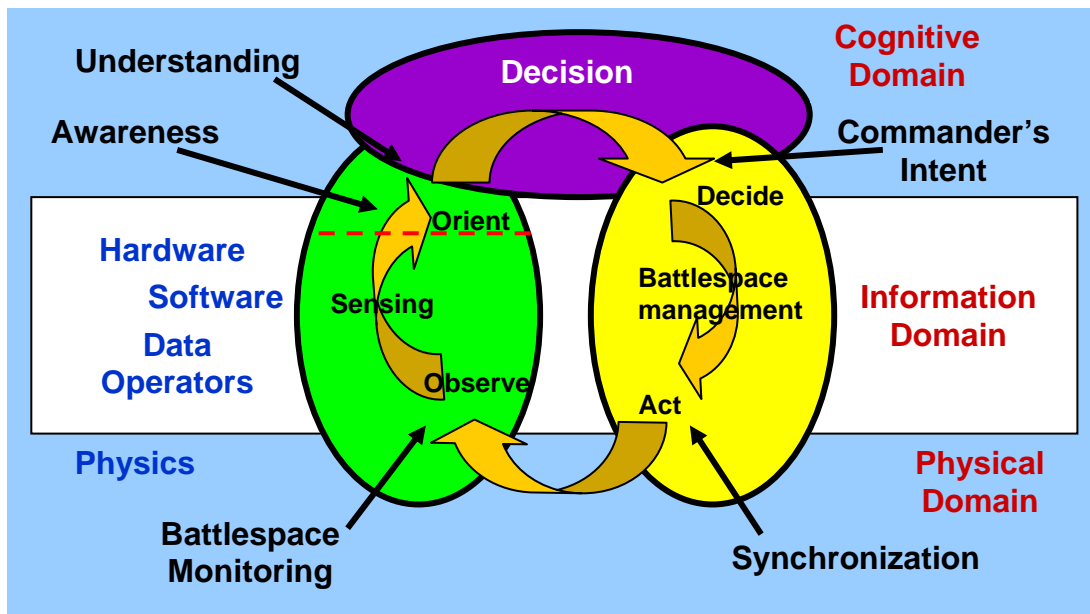 Understanding
Decision
Cognitive
Domain
Awareness
Commander's
Intent
Orient
Decide
Hardware
Software
Data
Operators
Sensing
Battlespace
management
Information
Domain
Observe
Act
Physics
Physical
Domain
Battlespace
Monitoring
Synchronization